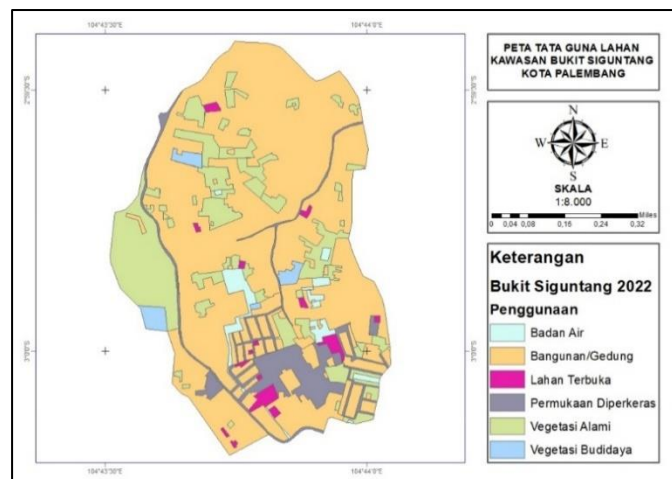 104°43'30"E
104°44'0"E
2°59'30"S
2°59'30"S
3°0'0"S
3°0'0"S
104°43'30"E
104°44'0"E
PETA TATA GUNA LAHAN
KAWASAN BUKIT SIGUNTANG
KOTA PALEMBANG
N
W
E
S
SKALA
1:8.000
Miles
0 0,04 0,08 0,16 0,24 0,32
Keterangan
Bukit Siguntang 2022
Penggunaan
Badan Air
Bangunan/Gedung
Lahan Terbuka
Permukaan Diperkeras
Vegetasi Alami
Vegetasi Budidaya